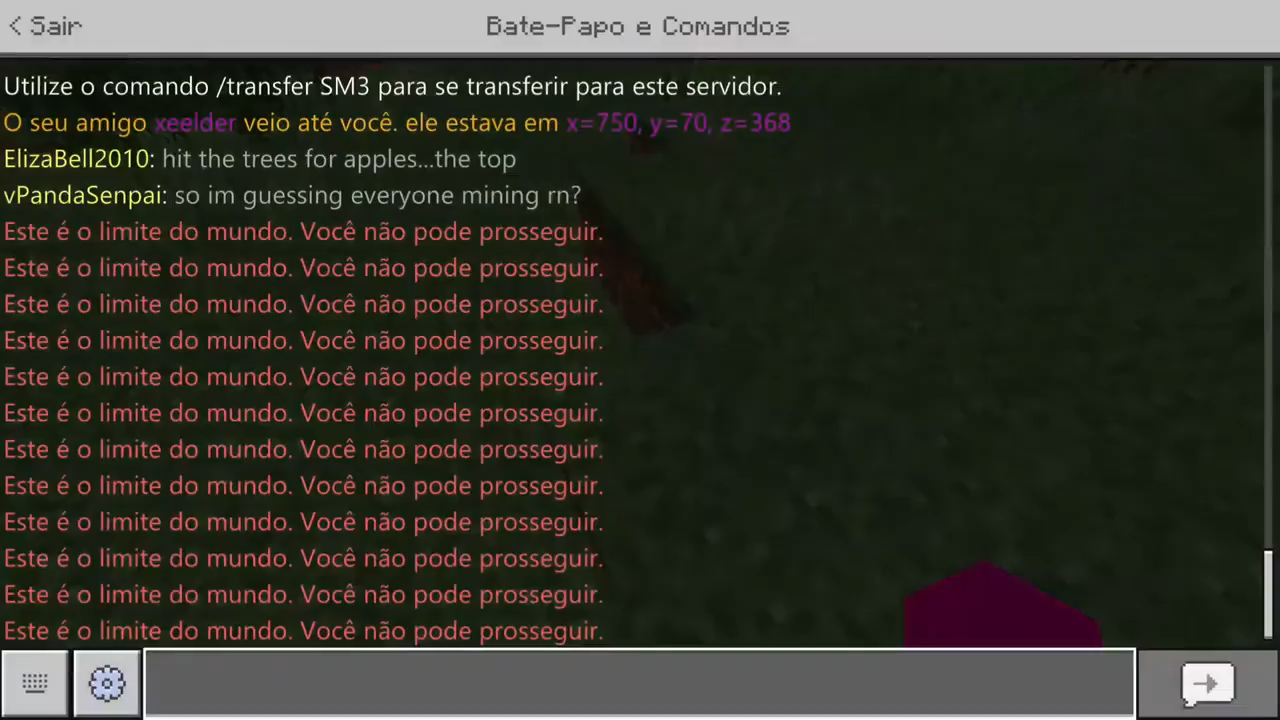 < Sair
Bate-Papo e Comandos
Utilize o comando /transfer SM3 para se transferir para este servidor.
O seu amigo xeelder veio até você. ele estava em x=750, y=70, z=368
ElizaBell2010: hit the trees for apples...the top
vPandaSenpai: so im guessing everyone mining rn?
Este é o limite do mundo. Você não pode prosseguir.
Este é o limite do mundo. Você não pode prosseguir.
Este é o limite do mundo. Você não pode prosseguir.
Este é o limite do mundo. Você não pode prosseguir.
Este é o limite do mundo. Você não pode prosseguir.
Este é o limite do mundo. Você não pode prosseguir.
Este é o limite do mundo. Você não pode prosseguir.
Este é o limite do mundo. Você não pode prosseguir.
Este é o limite do mundo. Você não pode prosseguir.
Este é o limite do mundo. Você não pode prosseguir.
Este é o limite do mundo. Você não pode prosseguir.
Este é o limite do mundo. Você não pode prosseguir.